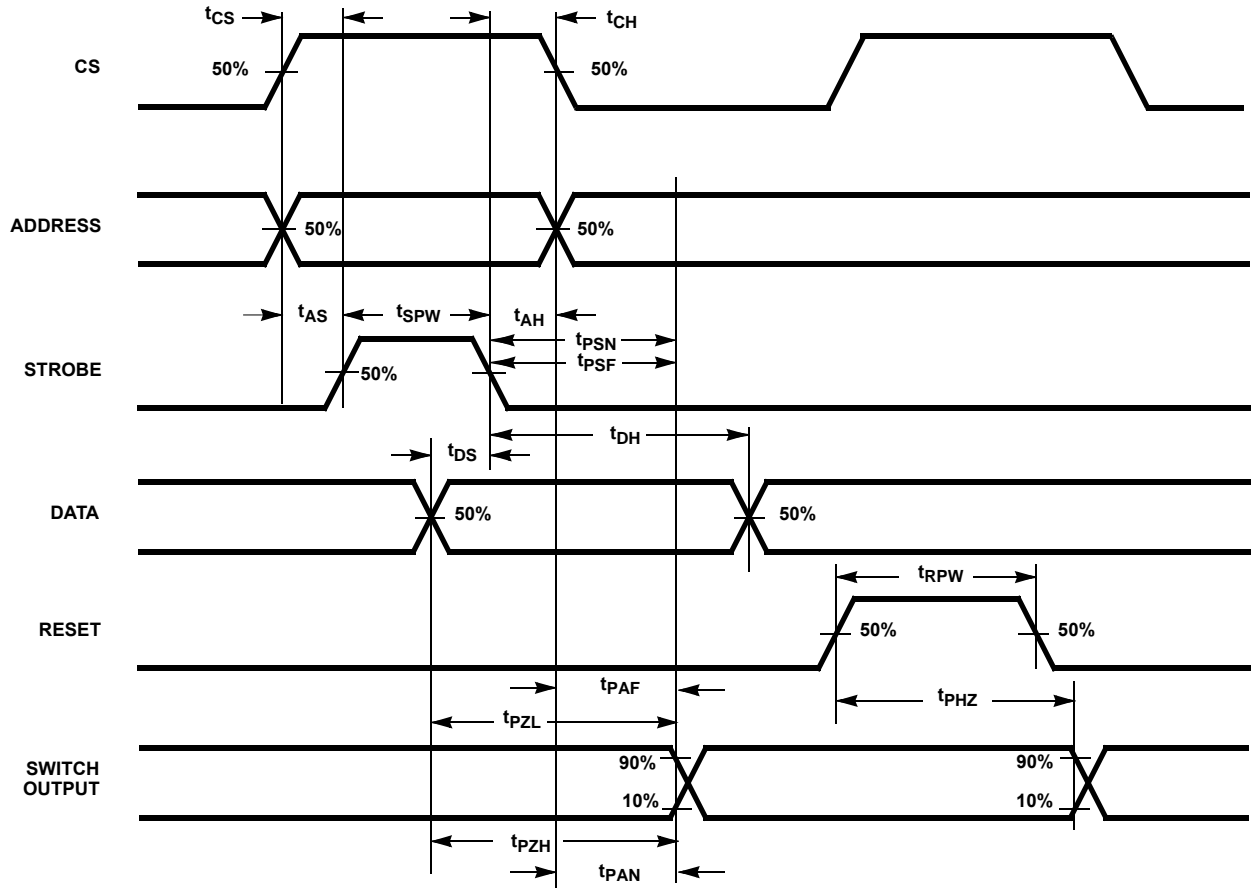 tCS tCH
CS 50% 50%
ADDRESS 50% 50%
tAS tSPW tAH tPSN
tPSF
STROBE 50%
tDH
tDS
DATA 50% 50%
tRPW
RESET 50% 50%
tPAF tPHZ
tPZL
SWITCH OUTPUT 90% 90%
10% 10%
tPZH
tPAN